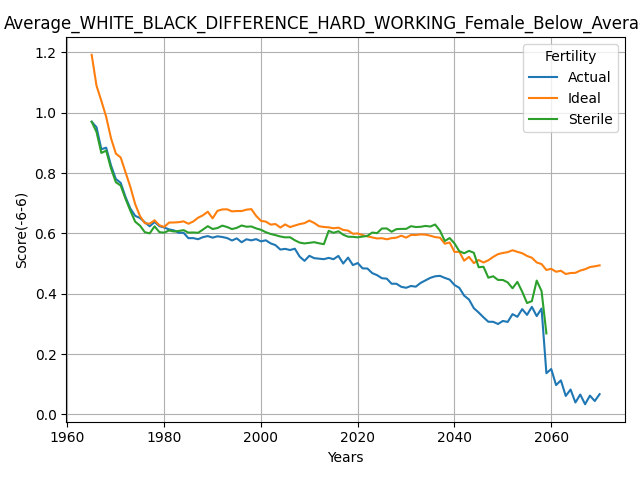 Average_WHITE_BLACK_DIFFERENCE_HARD_WORKING_Female_Below_Avera
1.2
1.0
0.8
0.6
0.4
0.2
0.0
Score(-6-6)
Fertility
Actual
Ideal
Sterile
1960 1980 2000 2020 2040 2060
Years